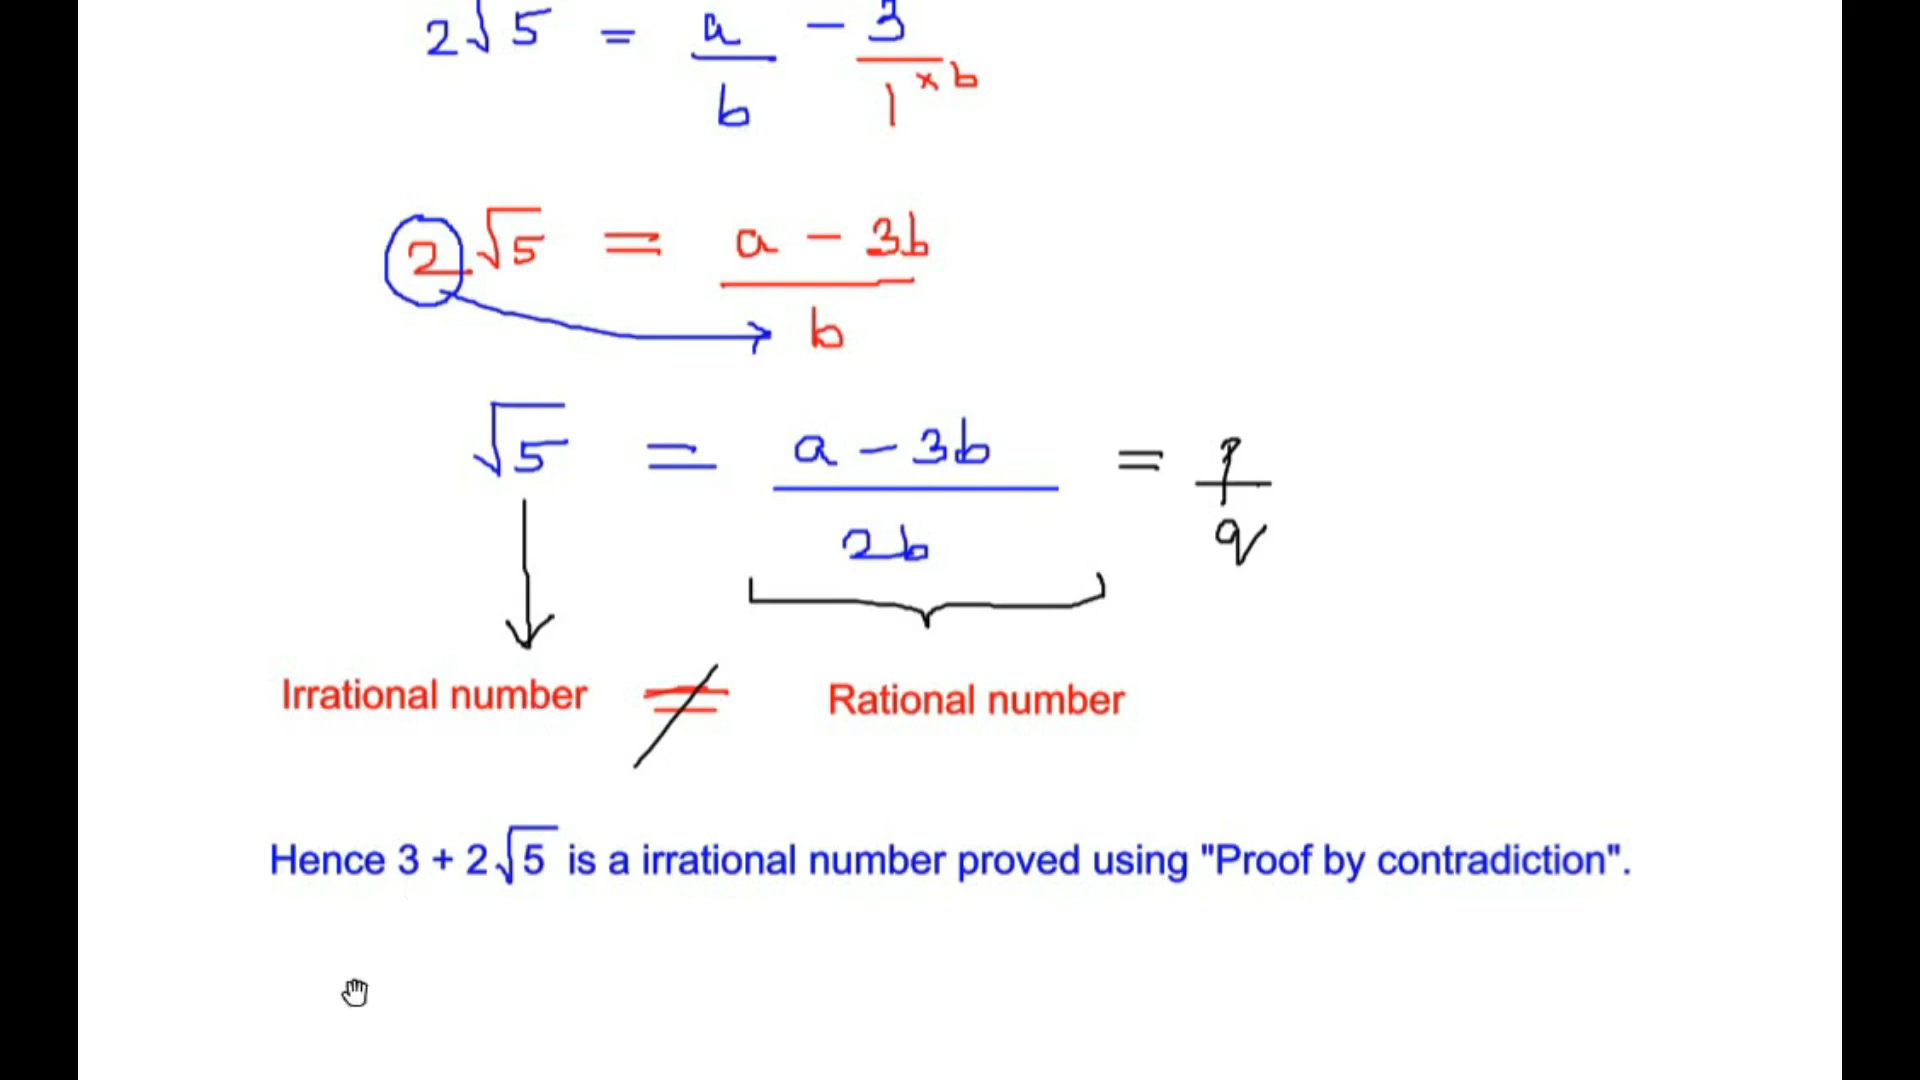 2√5 = a/b - 3/1 × b
2√5 = a - 3b / b
√5 = a - 3b / 2b = p/q
Irrational number ≠ Rational number
Hence 3 + 2√5 is a irrational number proved using "Proof by contradiction".